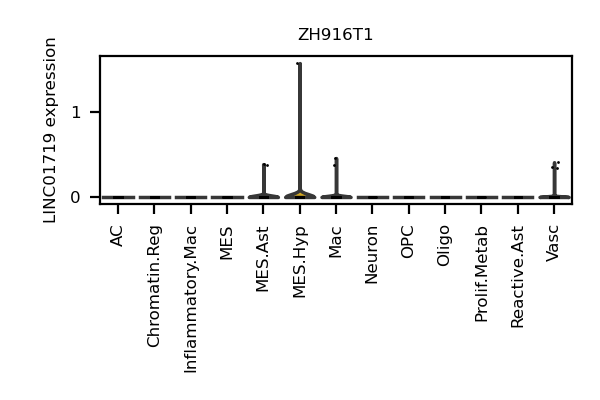 ZH916T1
LINC01719 expression
1
0
AC
Chromatin.Reg
Inflammatory.Mac
MES
MES.Ast
MES.Hyp
Mac
Neuron
OPC
Oligo
Prolif.Metab
Reactive.Ast
Vasc